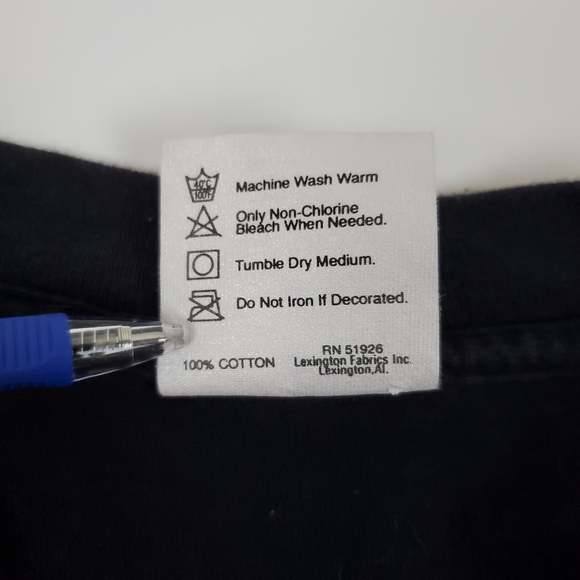 40°C
100F
Machine Wash Warm
Only Non-Chlorine
Bleach When Needed.
Tumble Dry Medium.
Do Not Iron If Decorated.
100% COTTON
RN 51926
Lexington Fabrics Inc.
Lexington,Al.